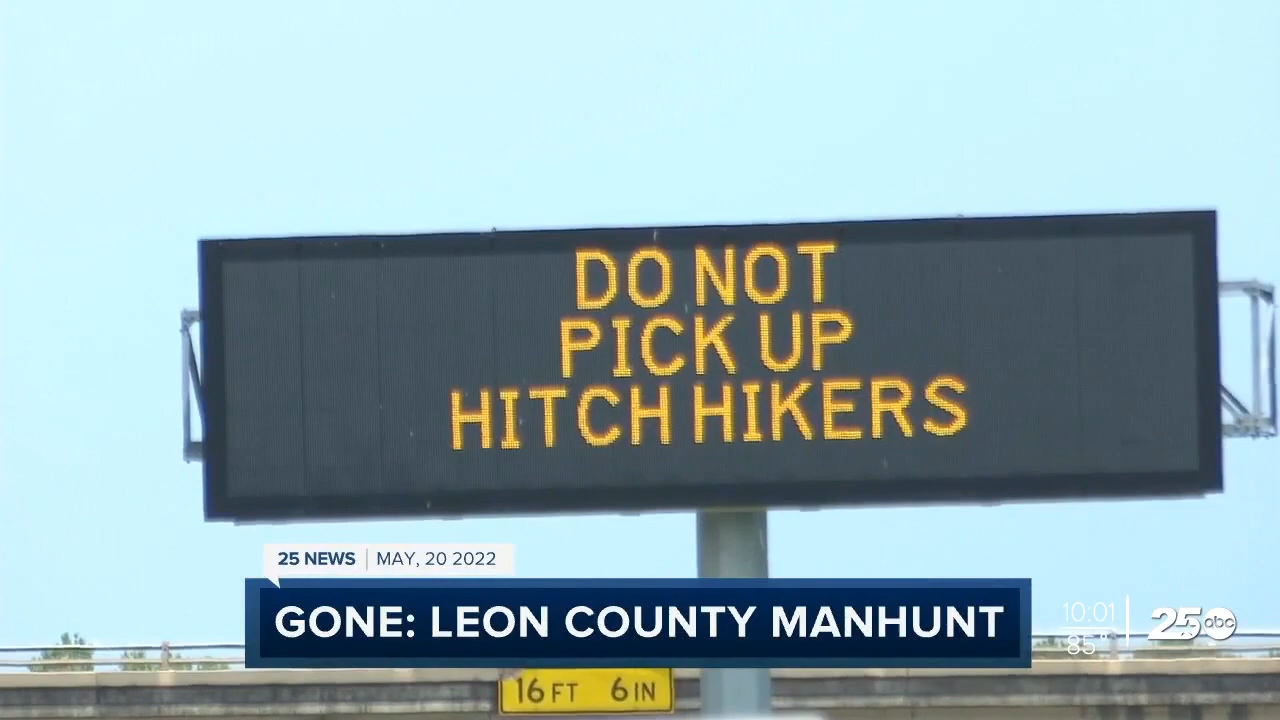 DO NOT
PICK UP
HITCH HIKERS
25 NEWS | MAY, 20 2022
GONE: LEON COUNTY MANHUNT
10:01
85°
25 abc
16 FT 6 IN